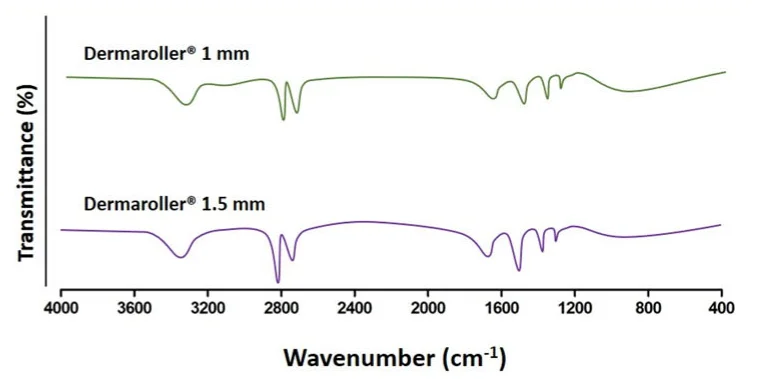 Dermaroller® 1 mm
Transmittance (%)
Dermaroller® 1.5 mm
4000 3600 3200 2800 2400 2000 1600 1200 800 400
Wavenumber (cm-1)